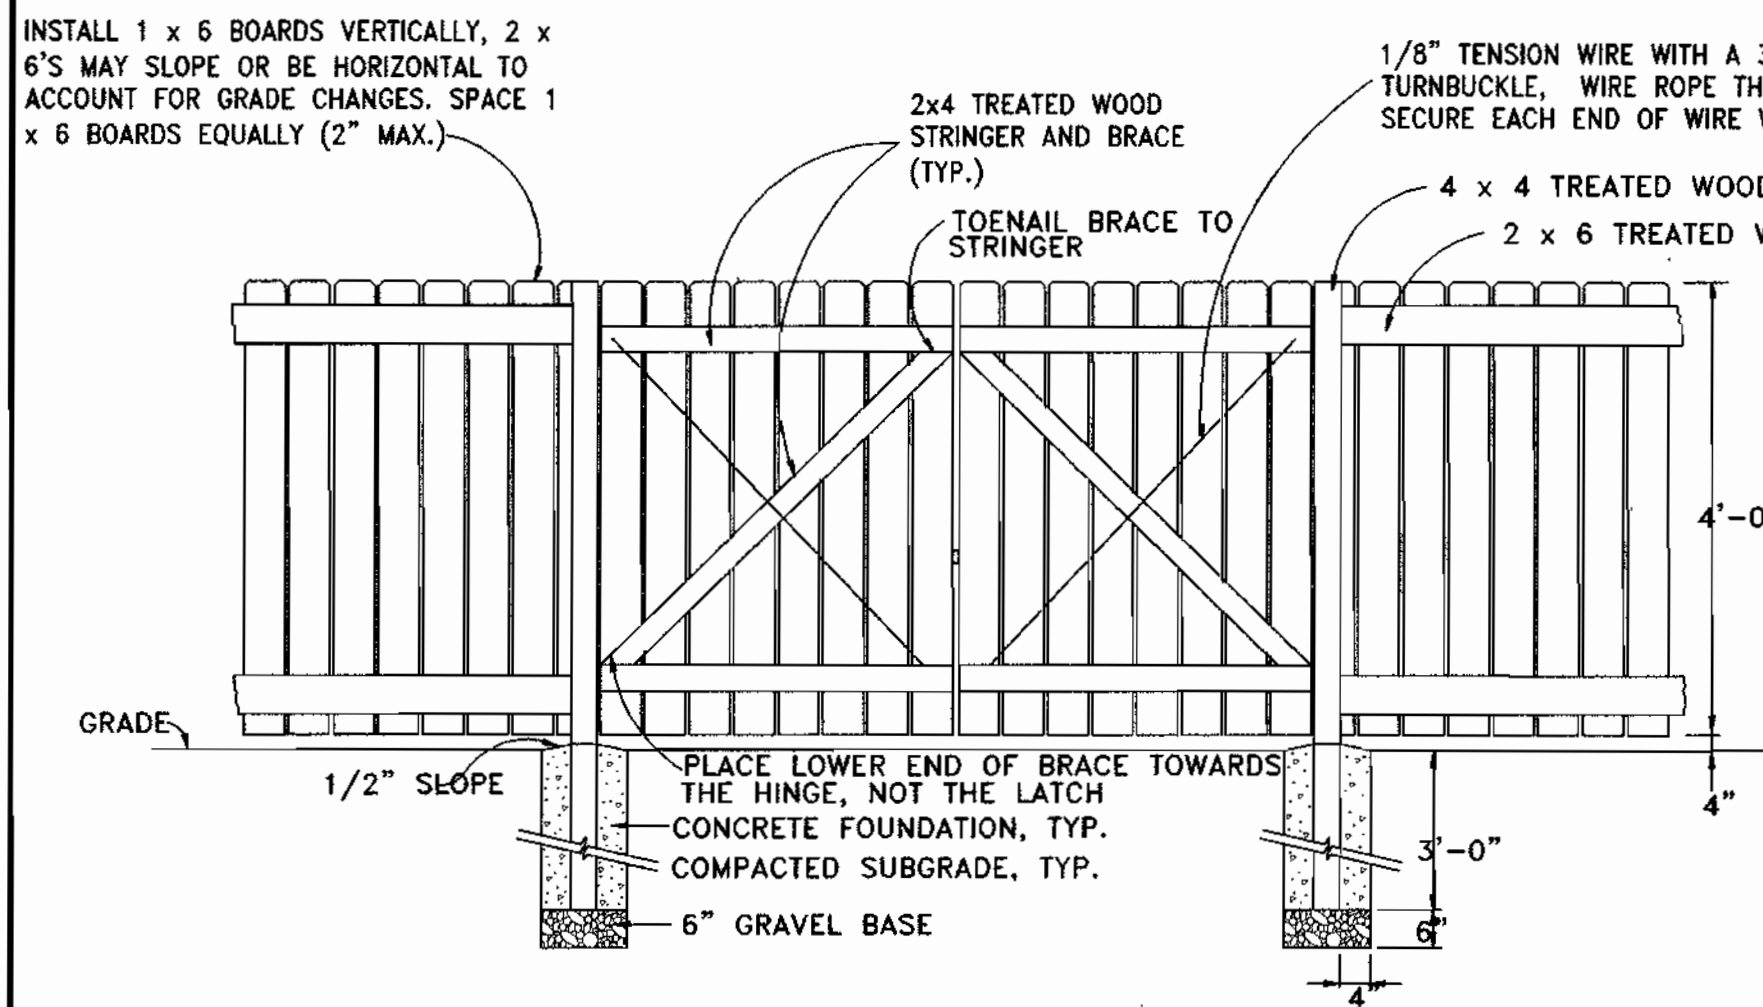 INSTALL 1 x 6 BOARDS VERTICALLY, 2 x
6'S MAY SLOPE OR BE HORIZONTAL TO
ACCOUNT FOR GRADE CHANGES. SPACE 1
x 6 BOARDS EQUALLY (2" MAX.)
2x4 TREATED WOOD
STRINGER AND BRACE
(TYP.)
TOENAIL BRACE TO
STRINGER
1/8" TENSION WIRE WITH A
TURNBUCKLE, WIRE ROPE
SECURE EACH END OF WIRE
4 x 4 TREATED WOOD
2 x 6 TREATED
4'-0
GRADE
1/2" SLOPE
PLACE LOWER END OF BRACE TOWARDS
THE HINGE, NOT THE LATCH
CONCRETE FOUNDATION, TYP.
COMPACTED SUBGRADE, TYP.
6" GRAVEL BASE
4"
3'-0"
6"
4"